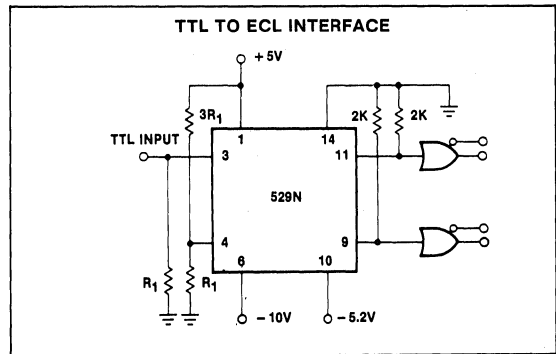 TTL TO ECL INTERFACE
+5V
3R1
2K 2K
TTL INPUT
1 14
3 11
529N
4 9
6 10
R1 R1
-10V -5.2V